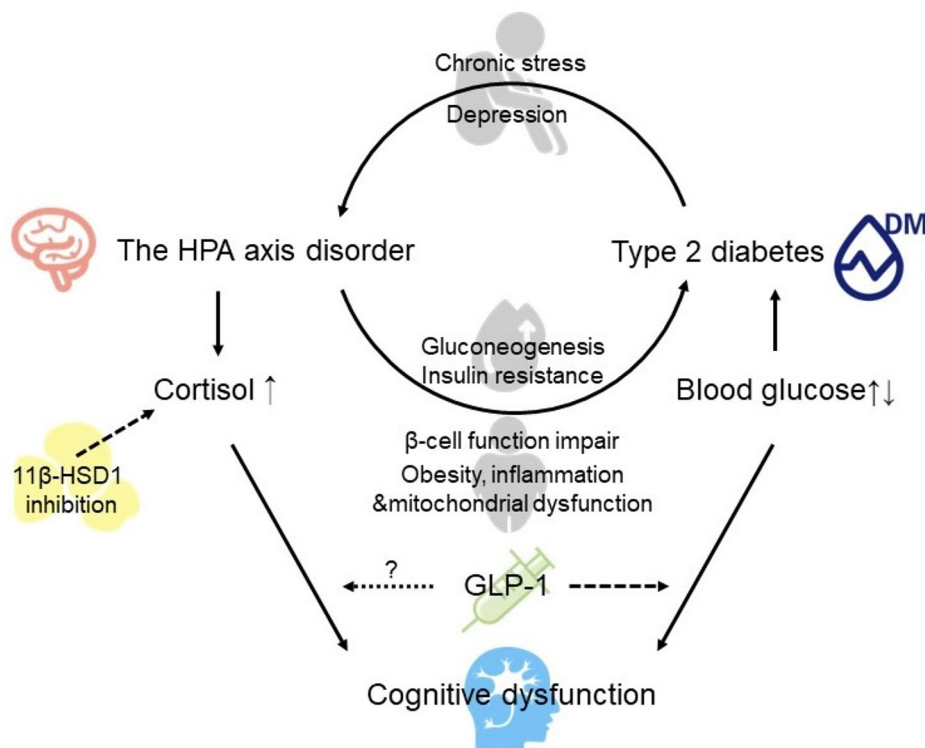 Chronic stress
Depression
The HPA axis disorder
Type 2 diabetes
DM
Gluconeogenesis
Insulin resistance
Cortisol ↑
Blood glucose↑↓
11β-HSD1
inhibition
β-cell function impair
Obesity, inflammation
&mitochondrial dysfunction
?
GLP-1
Cognitive dysfunction